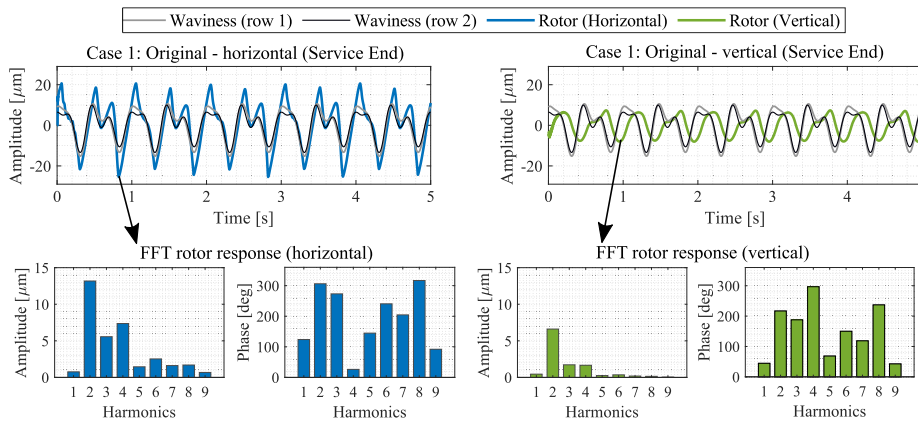 Waviness (row 1) Waviness (row 2) Rotor (Horizontal) Rotor (Vertical)
Case 1: Original - horizontal (Service End)
Amplitude [μm]
20
0
-20
0 1 2 3 4 5
Time [s]
Case 1: Original - vertical (Service End)
Amplitude [μm]
20
0
-20
0 1 2 3 4
Time [s]
FFT rotor response (horizontal)
Amplitude [μm]
15
10
5
0
1 2 3 4 5 6 7 8 9
Harmonics
Phase [deg]
300
200
100
0
1 2 3 4 5 6 7 8 9
Harmonics
FFT rotor response (vertical)
Amplitude [μm]
15
10
5
0
1 2 3 4 5 6 7 8 9
Harmonics
Phase [deg]
300
200
100
0
1 2 3 4 5 6 7 8 9
Harmonics